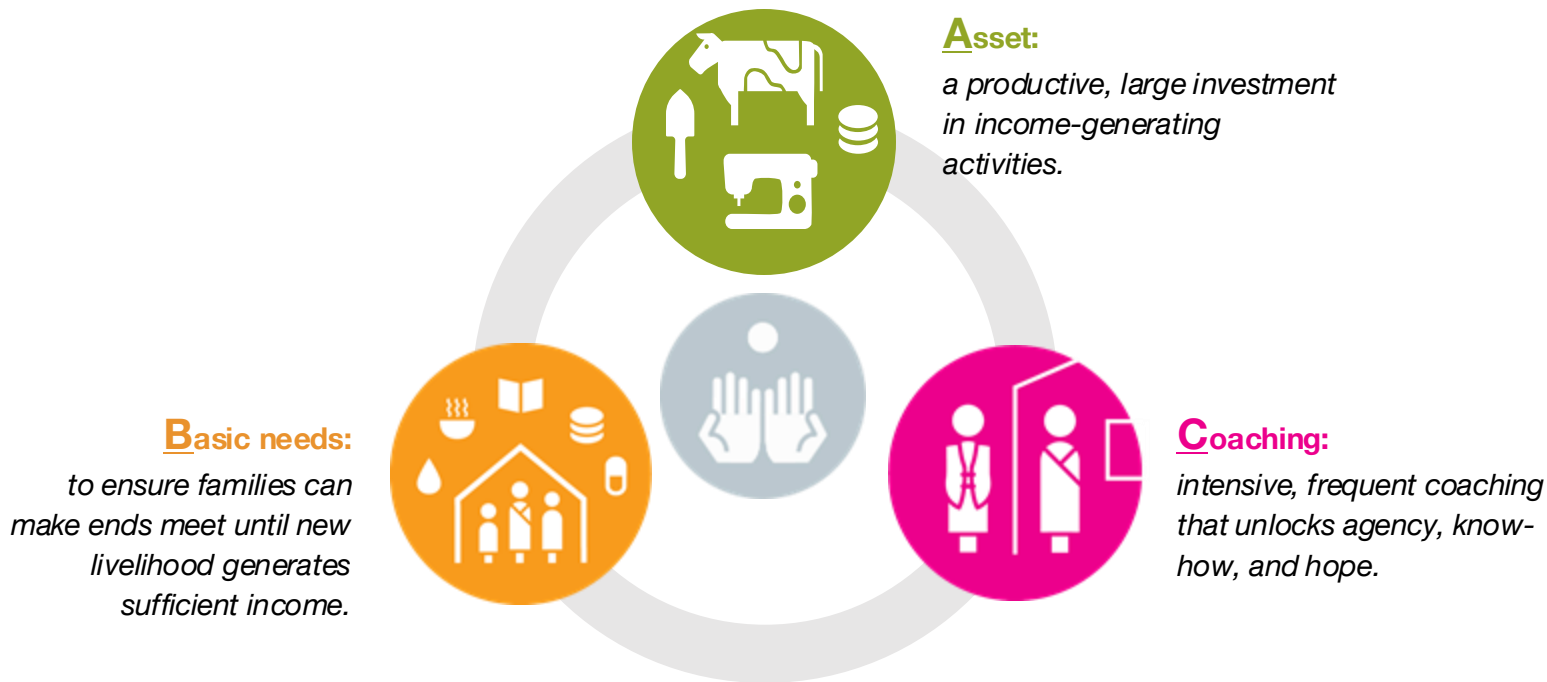 Asset:
a productive, large investment
in income-generating
activities.
Basic needs:
to ensure families can
make ends meet until new
livelihood generates
sufficient income.
Coaching:
intensive, frequent coaching
that unlocks agency, know-
how, and hope.